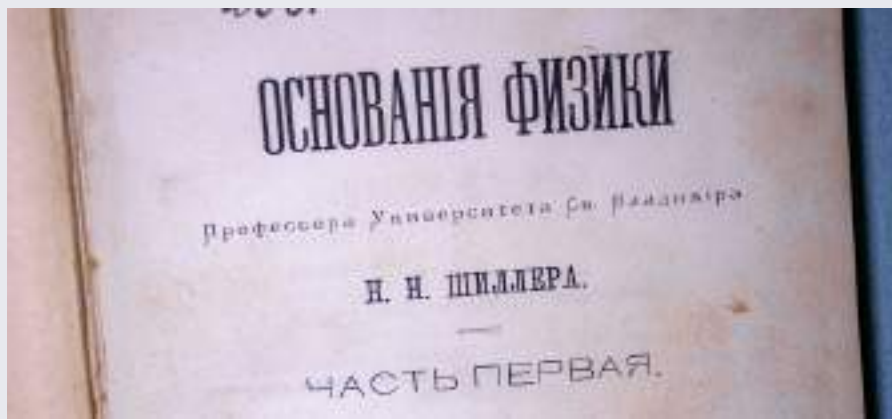 ОСНОВАНІЯ ФИЗИКИ
Профессора Университета Св. Владиміра
Н. Н. ШИЛЛЕРА.
ЧАСТЬ ПЕРВАЯ.